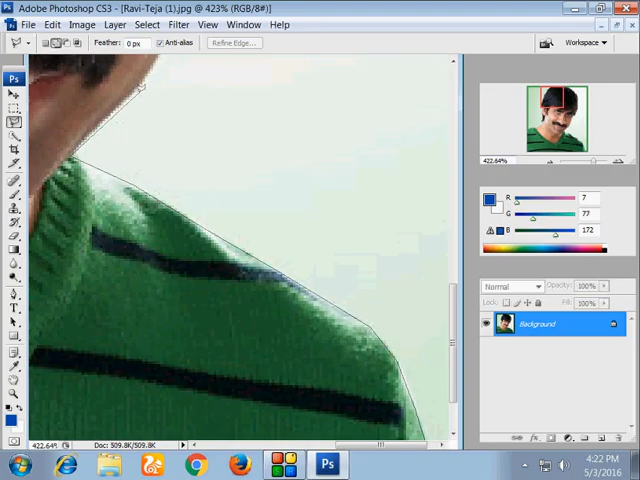 Adobe Photoshop CS3 - [Ravi-Teja (1).jpg @ 423% (RGB/8#)]
File Edit Image Layer Select Filter View Window Help
Feather: 0 px Anti-alias Refine Edge... Workspace
Ps
422.64%
R 7
G 77
B 172
Normal Opacity: 100%
Lock: Fill: 100%
Background
422.64% Doc: 509.8K/509.8K
Ps 4:22 PM
5/3/2016